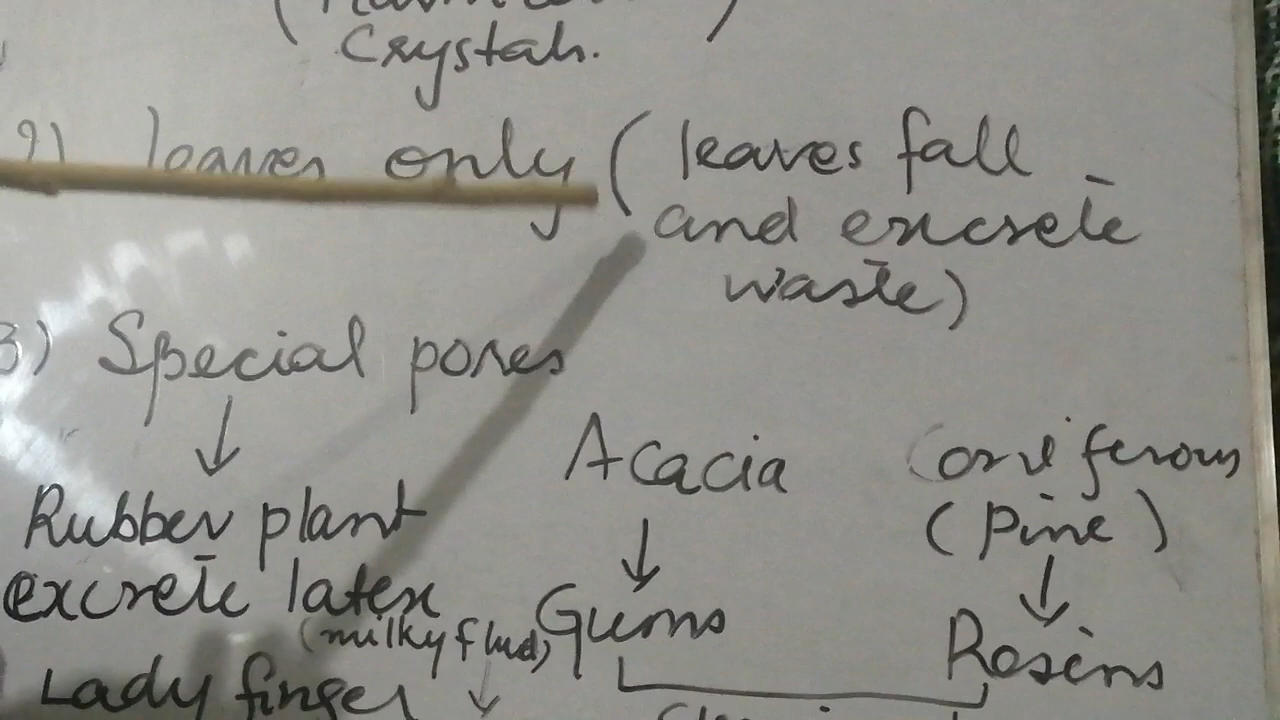 Crystals.
2) leaves only (leaves fall
and excrete
waste)
3) Special pores
Acacia Coniferous
(Pine)
Rubber plant
excrete latex
(milky fluid)
Gums
Rosins
Lady finger